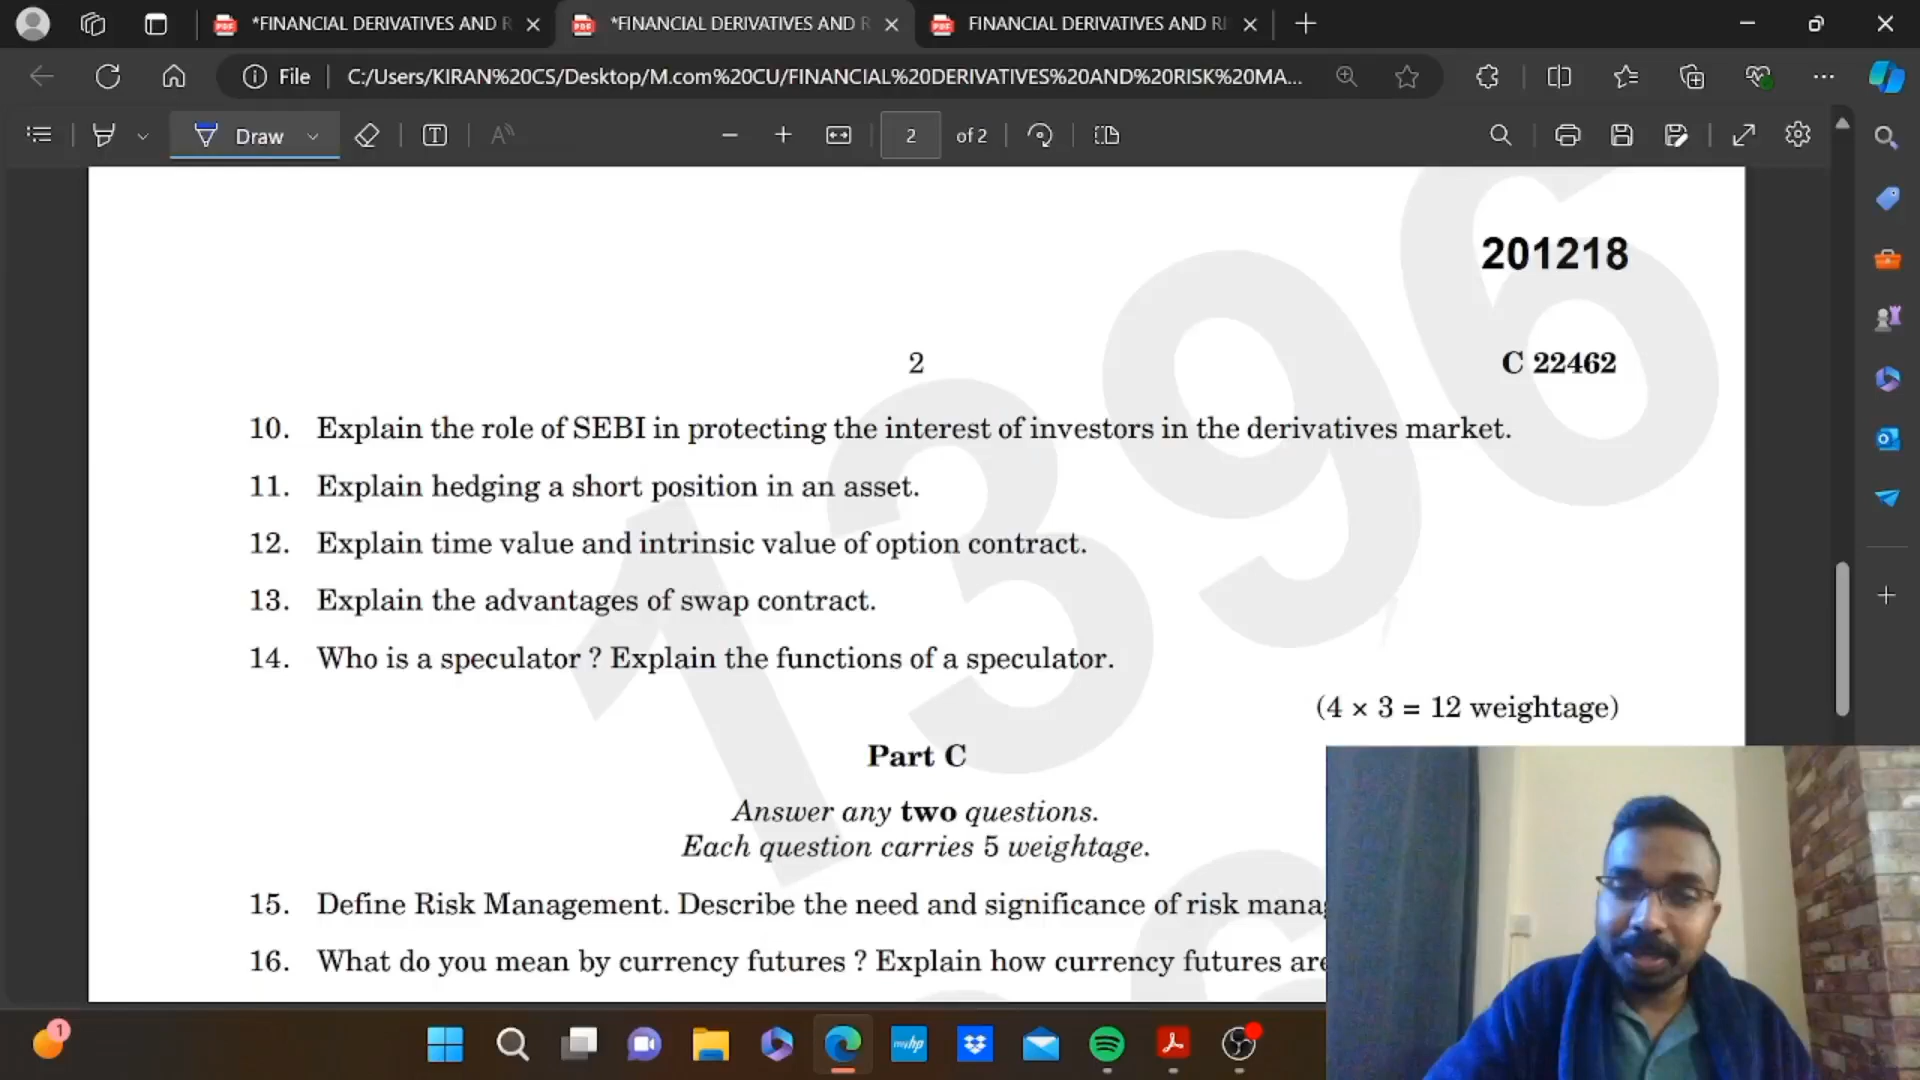 *FINANCIAL DERIVATIVES AND R
*FINANCIAL DERIVATIVES AND R
FINANCIAL DERIVATIVES AND RI
File
C:/Users/KIRAN%20CS/Desktop/M.com%20CU/FINANCIAL%20DERIVATIVES%20AND%20RISK%20MA...
Draw
2 of 2
201218
2
C 22462
1396
10. Explain the role of SEBI in protecting the interest of investors in the derivatives market.
11. Explain hedging a short position in an asset.
12. Explain time value and intrinsic value of option contract.
13. Explain the advantages of swap contract.
14. Who is a speculator ? Explain the functions of a speculator.
(4 × 3 = 12 weightage)
Part C
Answer any two questions.
Each question carries 5 weightage.
15. Define Risk Management. Describe the need and significance of risk mana
16. What do you mean by currency futures ? Explain how currency futures are
1
myhp